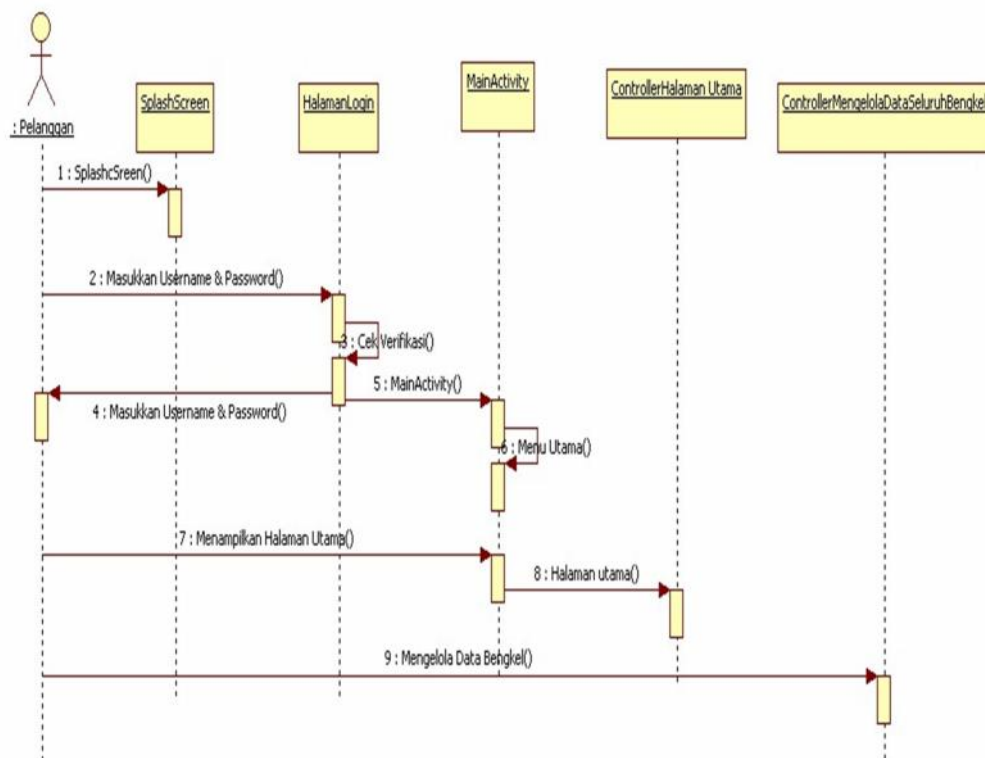 : Pelanggan
SplashScreen
HalamanLogin
MainActivity
ControllerHalaman Utama
ControllerMengelolaDataSeluruhBengkel
1 : SplashcSreen()
2 : Masukkan Username & Password()
3 : Cek Verifikasi()
4 : Masukkan Username & Password()
5 : MainActivity()
6 : Menu Utama()
7 : Menampilkan Halaman Utama()
8 : Halaman utama()
9 : Mengelola Data Bengkel()